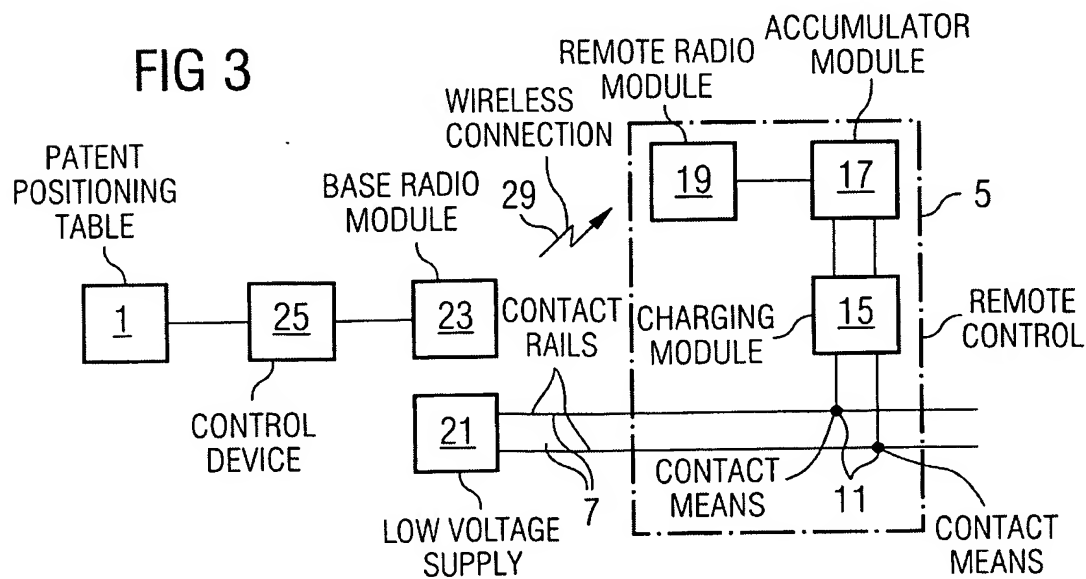 FIG 3
PATENT
POSITIONING
TABLE
1
25
CONTROL
DEVICE
BASE RADIO
MODULE
23
WIRELESS
CONNECTION
29
REMOTE RADIO
MODULE
19
ACCUMULATOR
MODULE
17
5
CHARGING
MODULE
15
REMOTE
CONTROL
CONTACT
RAILS
21
LOW VOLTAGE
SUPPLY
7
CONTACT
MEANS
11
CONTACT
MEANS